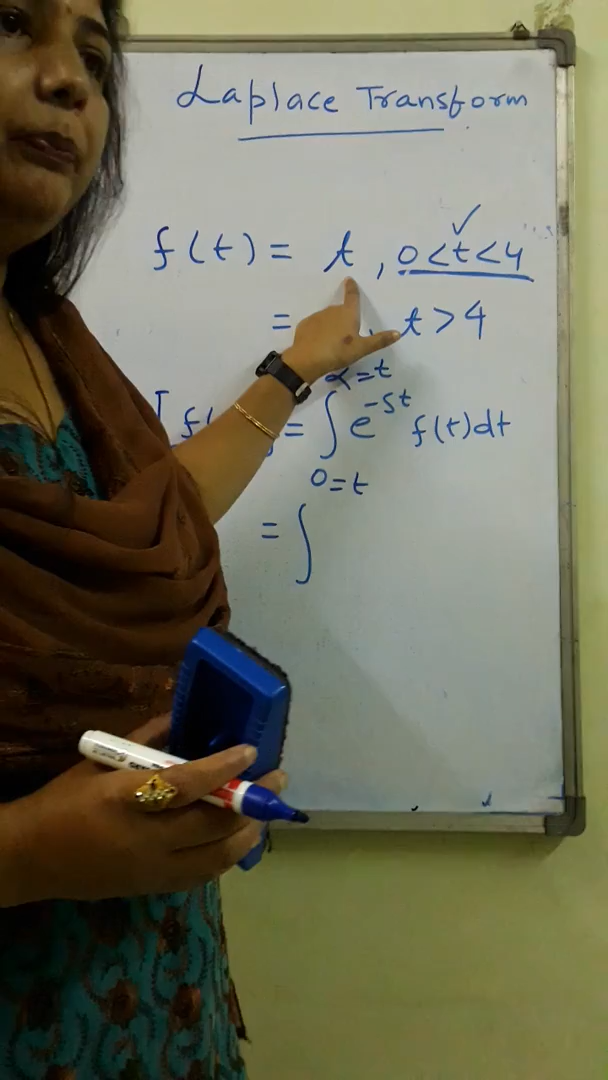 Laplace Transform
f(t) = t , 0<t<4
= , t>4
α=t
[f( = ∫ e^-st f(t)dt
0=t
= ∫